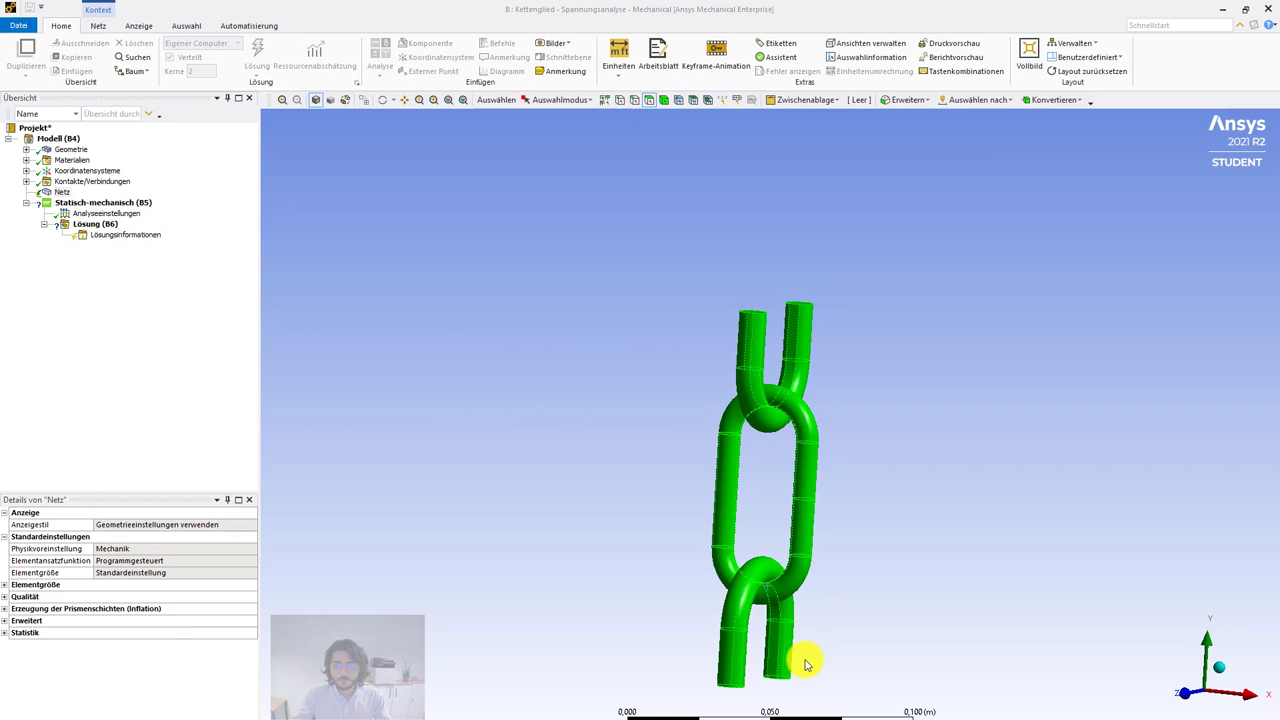 Kontext
B : Kettenglied - Spannungsanalyse - Mechanical [Ansys Mechanical Enterprise]
Datei Home Netz Anzeige Auswahl Automatisierung Schnellstart
Duplizieren
Ausschneiden Löschen
Kopieren Suchen
Einfügen Baum
Übersicht
Eigener Computer
Verteilt
Kerne 2
Lösung Ressourcenabschätzung
Lösung
Analyse
Komponente Befehle Bilder
Koordinatensystem Anmerkung Schnittebene
Externer Punkt Diagramm Anmerkung
Einfügen
Einheiten Arbeitsblatt Keyframe-Animation
Etiketten Ansichten verwalten Druckvorschau
Assistent Auswahlinformation Berichtvorschau
Fehler anzeigen Einheitenumrechnung Tastenkombinationen
Extras
Vollbild
Verwalten
Benutzerdefiniert
Layout zurücksetzen
Layout
Übersicht
Auswählen Auswahlmodus Zwischenablage [ Leer ] Erweitern Auswählen nach Konvertieren
Name Übersicht durch
Projekt*
Modell (B4)
Geometrie
Materialien
Koordinatensysteme
Kontakte/Verbindungen
Netz
Statisch-mechanisch (B5)
Analyseeinstellungen
Lösung (B6)
Lösungsinformationen
Ansys
2021 R2
STUDENT
Details von "Netz"
Anzeige
Anzeigestil Geometrieeinstellungen verwenden
Standardeinstellungen
Physikvoreinstellung Mechanik
Elementansatzfunktion Programmgesteuert
Elementgröße Standardeinstellung
Elementgröße
Qualität
Erzeugung der Prismenschichten (Inflation)
Erweitert
Statistik
0,000 0,050 0,100 (m)
Y
Z
X